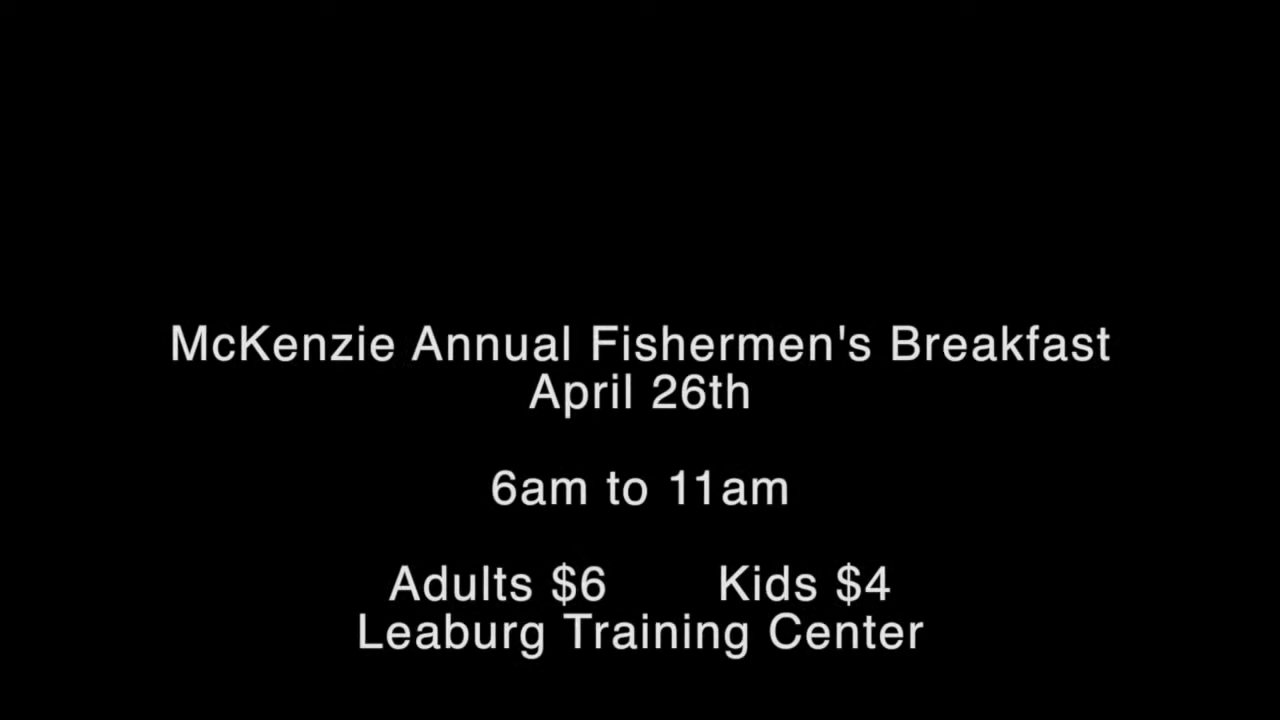 McKenzie Annual Fishermen's Breakfast
April 26th
6am to 11am
Adults $6 Kids $4
Leaburg Training Center